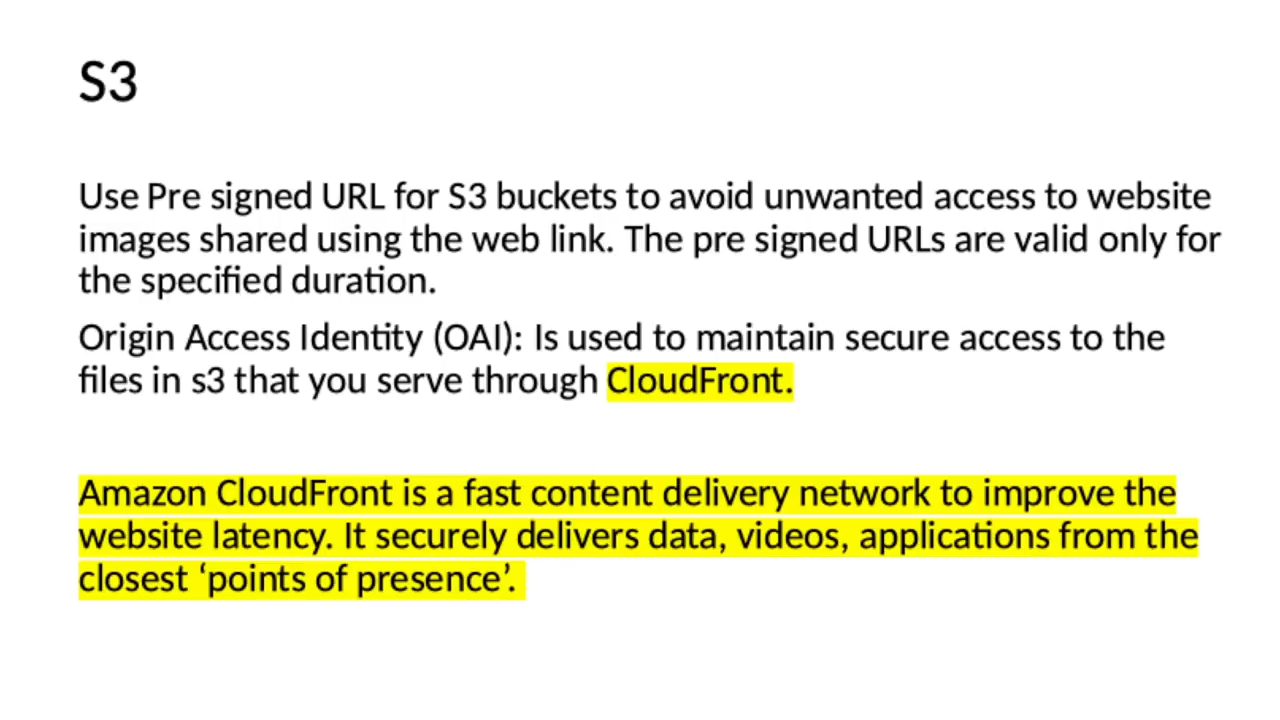 S3
Use Pre signed URL for S3 buckets to avoid unwanted access to website
images shared using the web link. The pre signed URLs are valid only for
the specified duration.
Origin Access Identity (OAI): Is used to maintain secure access to the
files in s3 that you serve through CloudFront.
Amazon CloudFront is a fast content delivery network to improve the
website latency. It securely delivers data, videos, applications from the
closest ‘points of presence’.